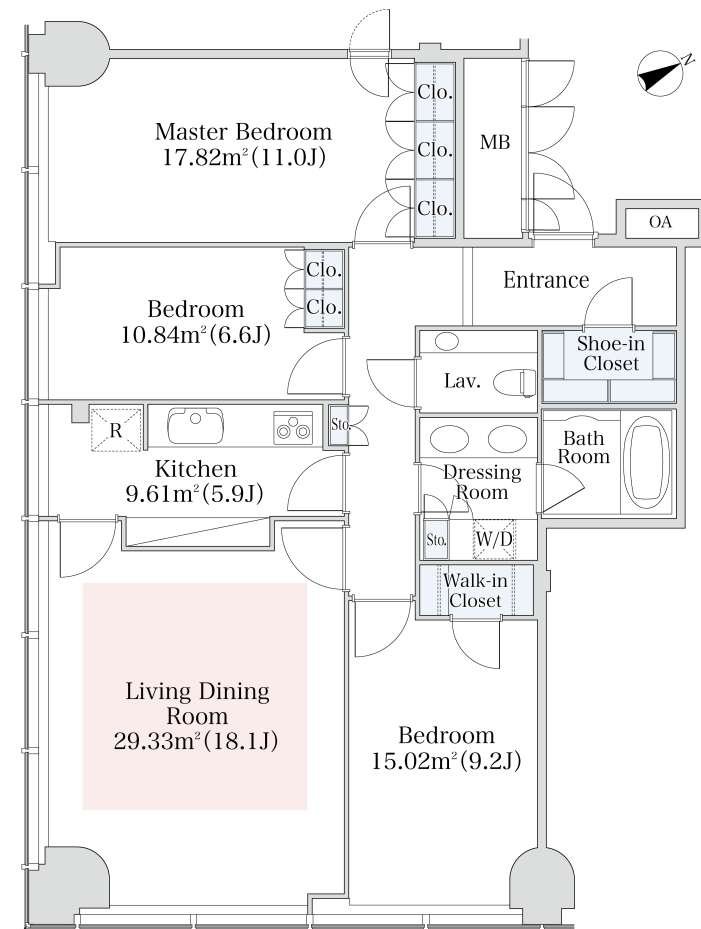 N
Clo.
Master Bedroom
17.82m²(11.0J)
Clo.
MB
Clo.
OA
Clo.
Entrance
Bedroom
10.84m²(6.6J)
Clo.
Shoe-in
Closet
Lav.
R
Sto.
Kitchen
9.61m²(5.9J)
Bath
Room
Dressing
Room
Sto.
W/D
Walk-in
Closet
Living Dining
Room
29.33m²(18.1J)
Bedroom
15.02m²(9.2J)